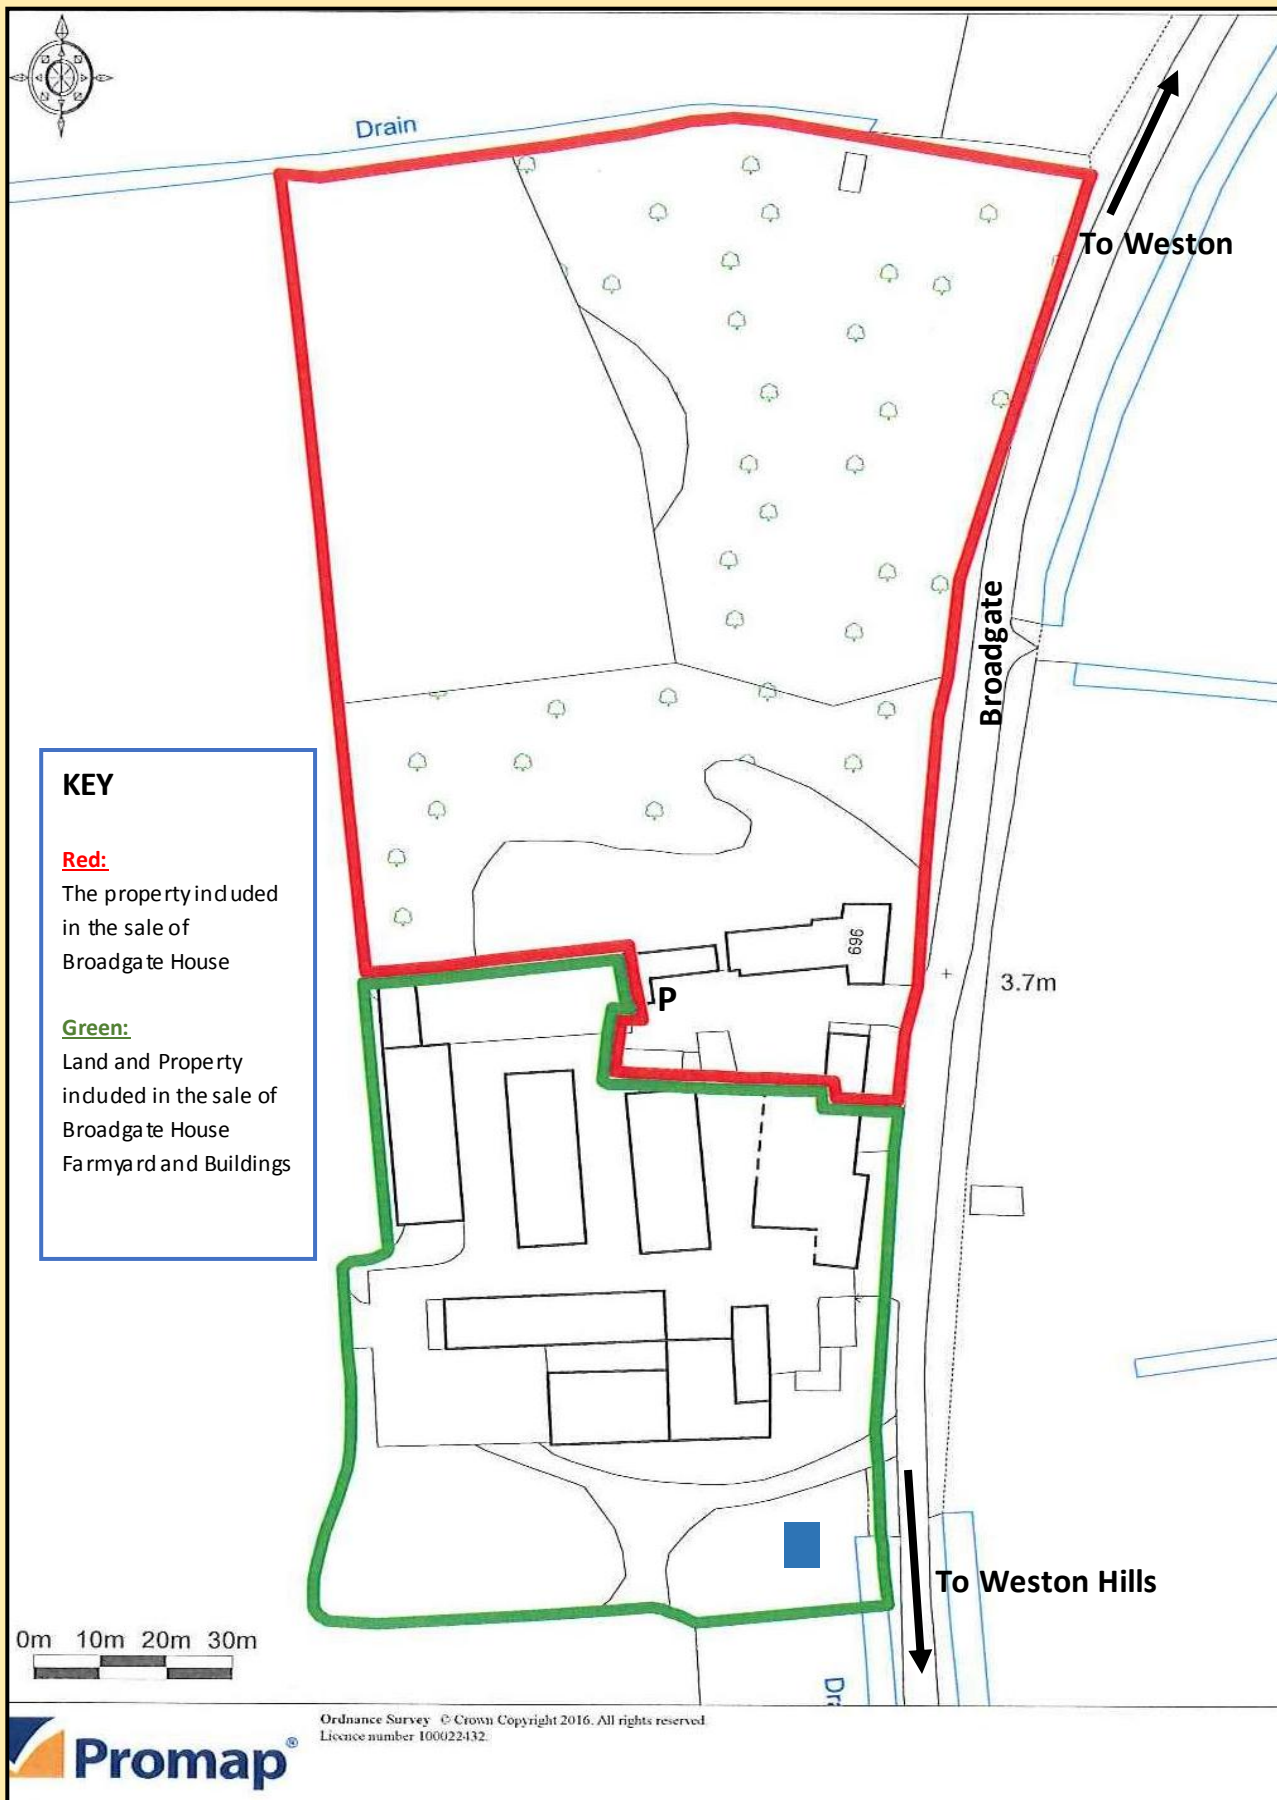 Drain
To Weston
Broadgate
KEY
Red:
The property included
in the sale of
Broadgate House
Green:
Land and Property
included in the sale of
Broadgate House
Farmyard and Buildings
696
P
3.7m
To Weston Hills
0m 10m 20m 30m
Dra
Promap®
Ordnance Survey © Crown Copyright 2016. All rights reserved
Licence number 100022432.